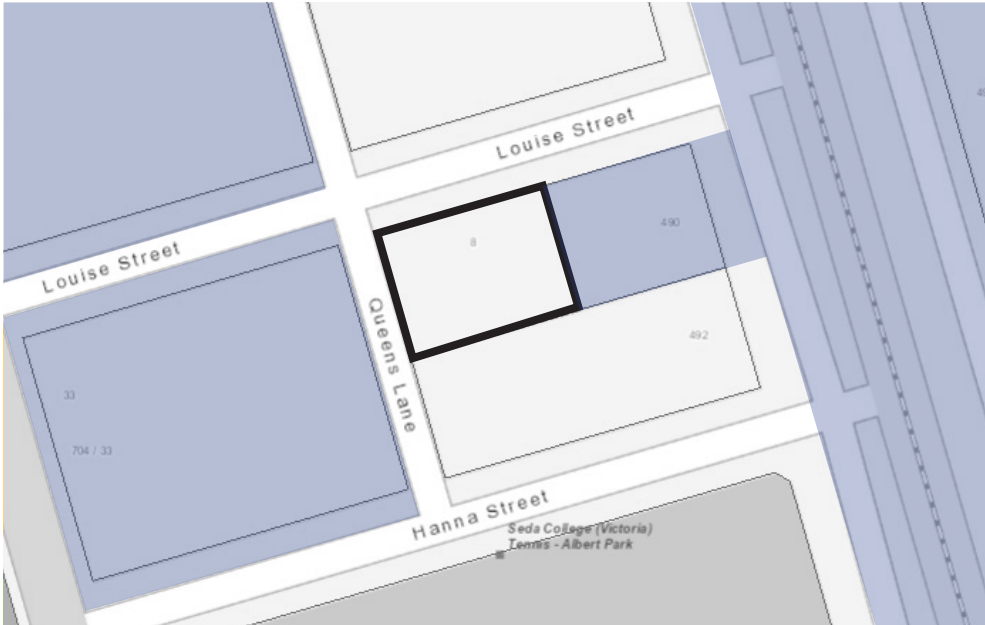 Louise Street
Louise Street
8
490
Queens Lane
492
33
704 / 33
Hanna Street
Seda College (Victoria)
Tennis - Albert Park